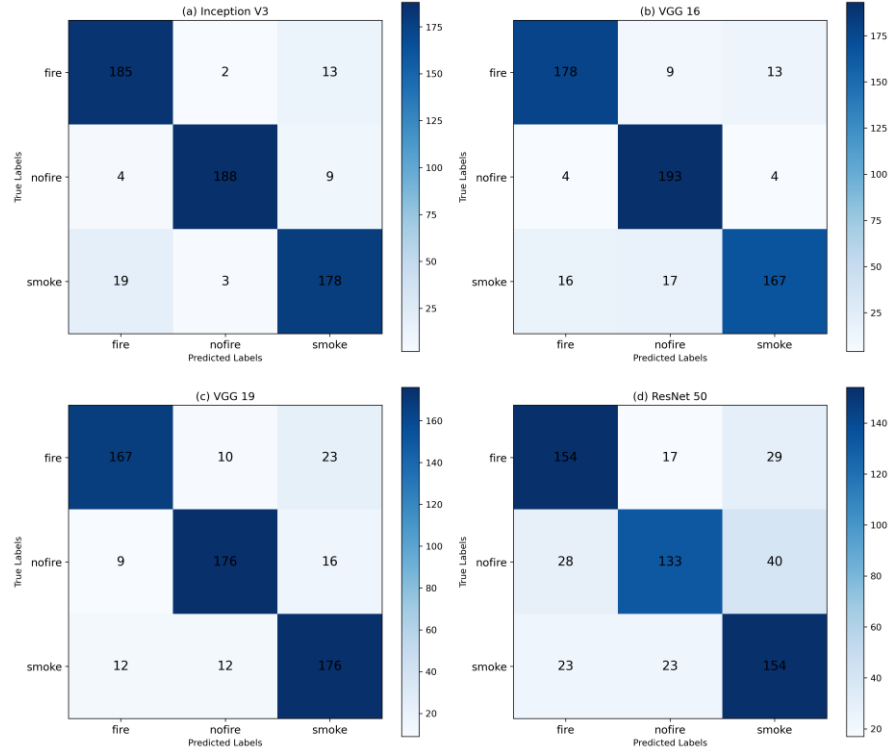 (a) Inception V3
fire
185
2
13
nofire
4
188
9
smoke
19
3
178
fire
nofire
smoke
True Labels
Predicted Labels
175
150
125
100
75
50
25
(b) VGG 16
fire
178
9
13
nofire
4
193
4
smoke
16
17
167
fire
nofire
smoke
True Labels
Predicted Labels
175
150
125
100
75
50
25
(c) VGG 19
fire
167
10
23
nofire
9
176
16
smoke
12
12
176
fire
nofire
smoke
True Labels
Predicted Labels
160
140
120
100
80
60
40
20
(d) ResNet 50
fire
154
17
29
nofire
28
133
40
smoke
23
23
154
fire
nofire
smoke
True Labels
Predicted Labels
140
120
100
80
60
40
20